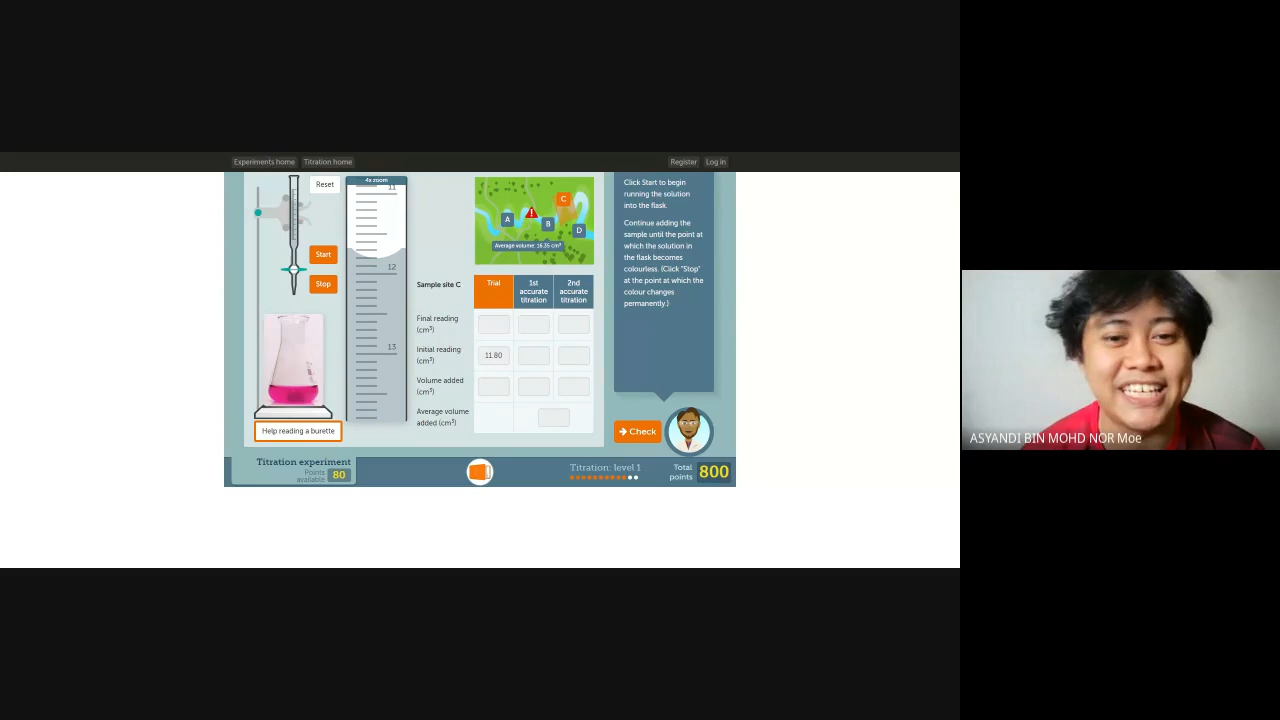 Experiments home
Titration home
Register
Log in
Reset
4x zoom
11
12
13
Start
Stop
Help reading a burette
A
B
C
D
Average volume: 16.35 cm³
Sample site C
Trial
1st
accurate
titration
2nd
accurate
titration
Final reading
(cm³)
Initial reading
(cm³)
11.80
Volume added
(cm³)
Average volume
added (cm³)
Click Start to begin
running the solution
into the flask.
Continue adding the
sample until the point at
which the solution in
the flask becomes
colourless. (Click "Stop"
at the point at which the
colour changes
permanently.)
Check
Titration experiment
Points
available
80
Titration: level 1
Total
points
800
ASYANDI BIN MOHD NOR Moe